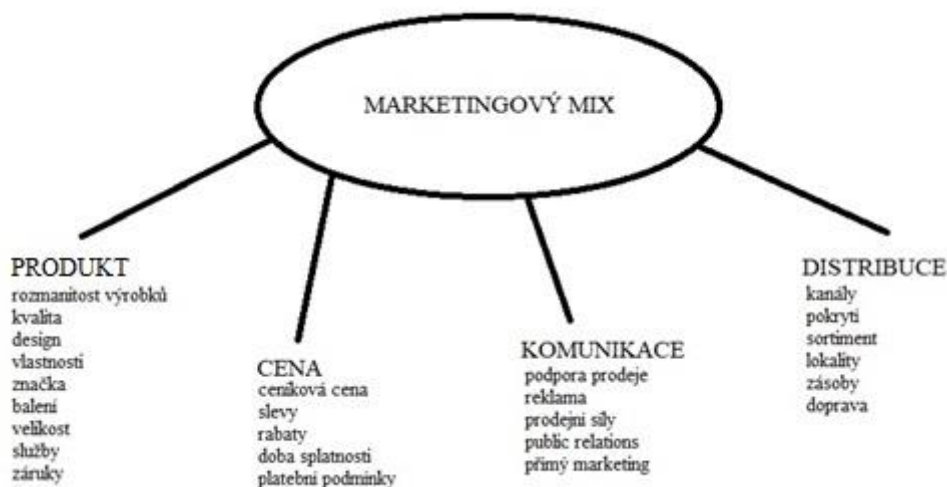 MARKETINGOVÝ MIX
PRODUKT
rozmanitost výrobků
kvalita
design
vlastnosti
značka
balení
velikost
služby
záruky
CENA
ceníková cena
slevy
rabaty
doba splatnosti
platební podmínky
KOMUNIKACE
podpora prodeje
reklama
prodejní síly
public relations
přímý marketing
DISTRIBUCE
kanály
pokrytí
sortiment
lokality
zásoby
doprava